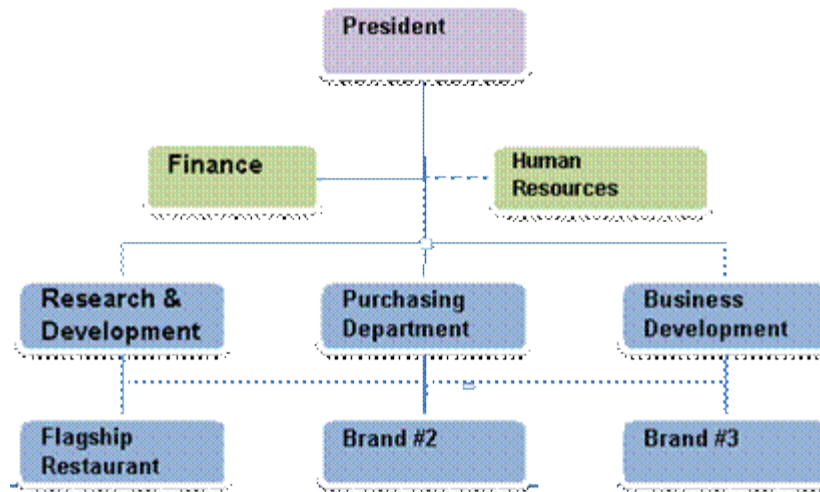 President
Finance
Human
Resources
Research &
Development
Purchasing
Department
Business
Development
Flagship
Restaurant
Brand #2
Brand #3